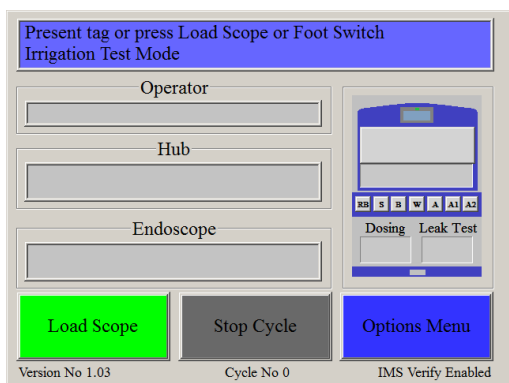 Present tag or press Load Scope or Foot Switch
Irrigation Test Mode
Operator
Hub
RB S B W A A1 A2
Endoscope
Dosing Leak Test
Load Scope
Stop Cycle
Options Menu
Version No 1.03
Cycle No 0
IMS Verify Enabled